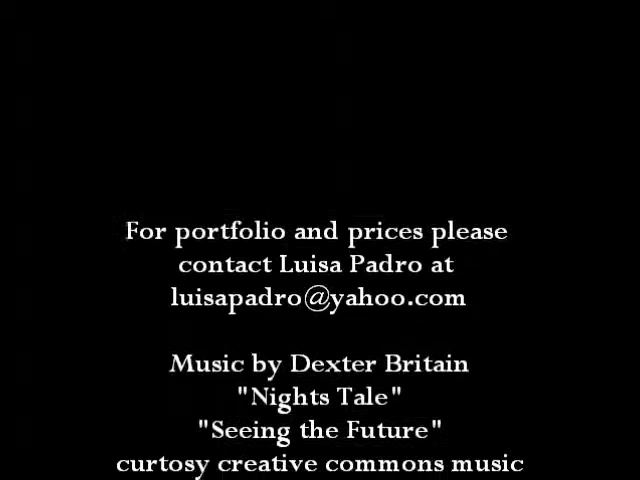 For portfolio and prices please
contact Luisa Padro at
luisapadro@yahoo.com
Music by Dexter Britain
"Nights Tale"
"Seeing the Future"
curtosy creative commons music